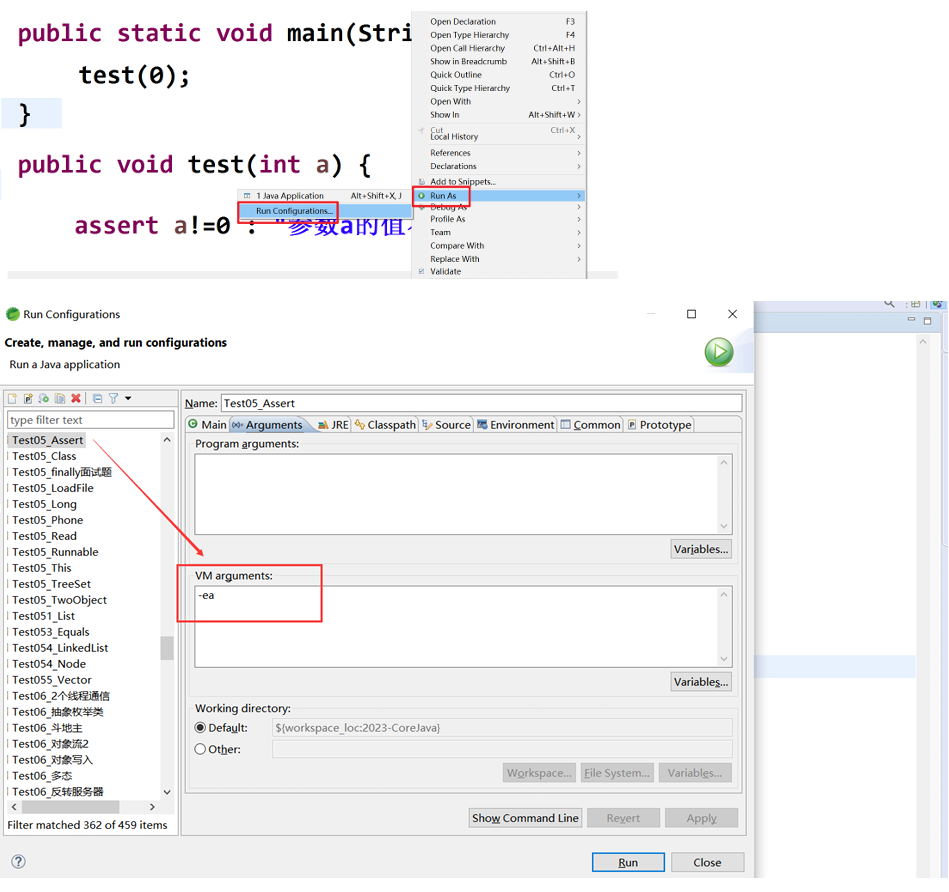 public static void main(Stri
test(0);
}
public void test(int a) {
assert a!=0 : "参数a的值
Open Declaration F3
Open Type Hierarchy F4
Open Call Hierarchy Ctrl+Alt+H
Show in Breadcrumb Alt+Shift+B
Quick Outline Ctrl+O
Quick Type Hierarchy Ctrl+T
Open With
Show In Alt+Shift+W
Cut Ctrl+X
Local History
References
Declarations
Add to Snippets...
Run As
Debug As
Profile As
Team
Compare With
Replace With
Validate
1 Java Application Alt+Shift+X, J
Run Configurations...
Run Configurations
Create, manage, and run configurations
Run a Java application
type filter text
Test05_Assert
Test05_Class
Test05_finally面试题
Test05_LoadFile
Test05_Long
Test05_Phone
Test05_Read
Test05_Runnable
Test05_This
Test05_TreeSet
Test05_TwoObject
Test051_List
Test053_Equals
Test054_LinkedList
Test054_Node
Test055_Vector
Test06_2个线程通信
Test06_抽象枚举类
Test06_斗地主
Test06_对象流2
Test06_对象写入
Test06_多态
Test06_反转服务器
Filter matched 362 of 459 items
Name: Test05_Assert
Main Arguments JRE Classpath Source Environment Common Prototype
Program arguments:
Variables...
VM arguments:
-ea
Variables...
Working directory:
Default: ${workspace_loc:2023-CoreJava}
Other:
Workspace... File System... Variables...
Show Command Line Revert Apply
Run Close